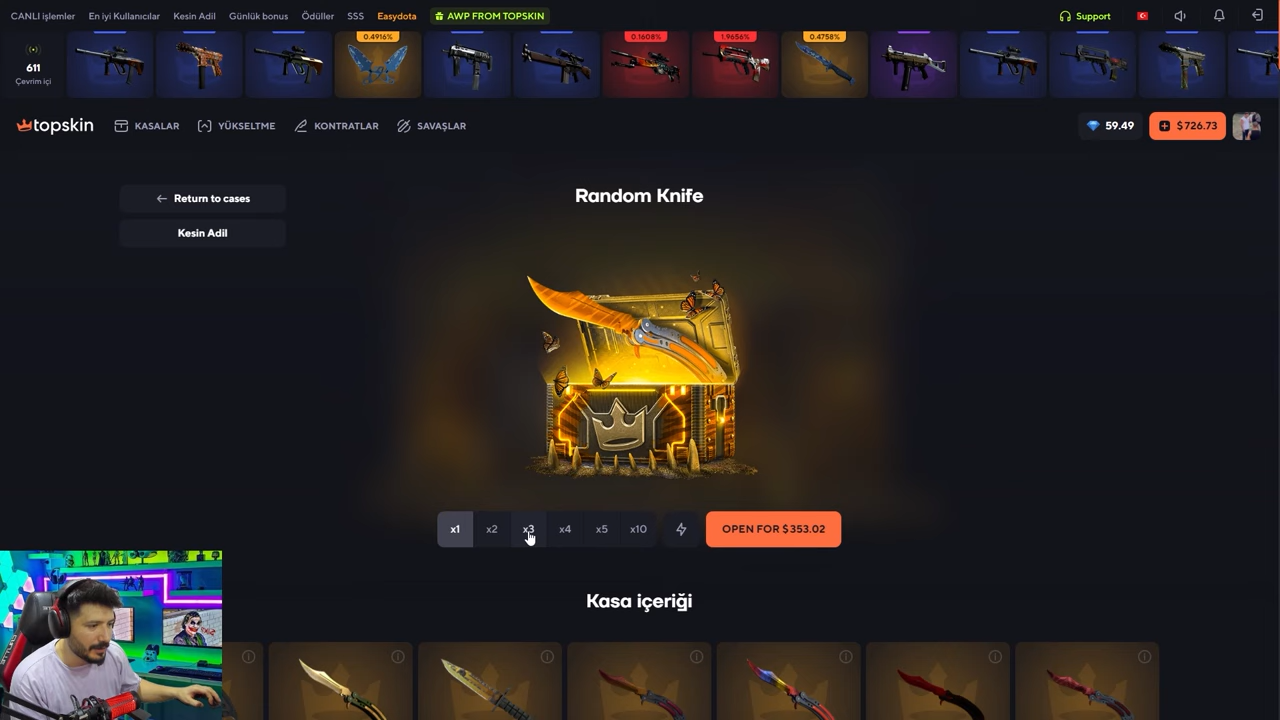 CANLI işlemler
En iyi Kullanıcılar
Kesin Adil
Günlük bonus
Ödüller
SSS
Easydota
AWP FROM TOPSKIN
Support
611
Çevrim içi
0.4916%
0.1608%
1.9656%
0.4758%
topskin
KASALAR
YÜKSELTME
KONTRATLAR
SAVAŞLAR
59.49
$726.73
← Return to cases
Kesin Adil
Random Knife
x1
x2
x3
x4
x5
x10
OPEN FOR $353.02
Kasa içeriği